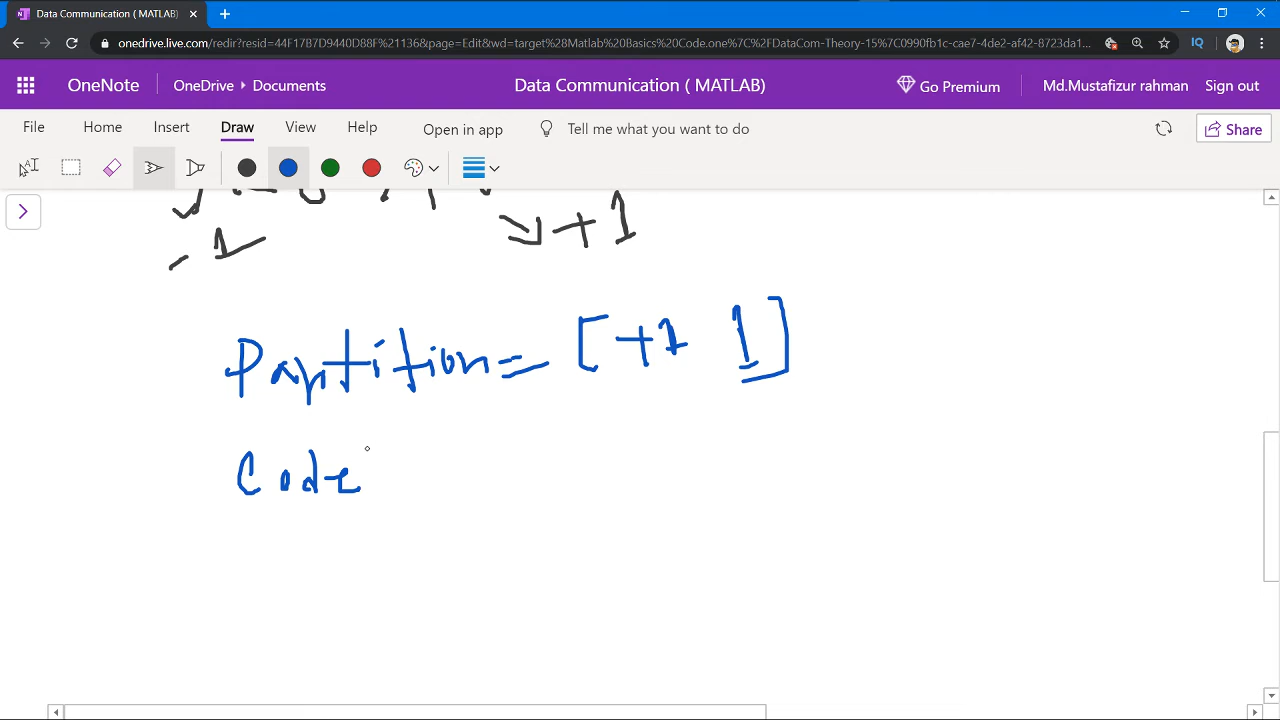 Data Communication (MATLAB)
onedrive.live.com/redir?resid=44F17B7D9440D88F%21136&page=Edit&wd=target%28Matlab%20Basics%20Code.one%7C%2FDataCom-Theory-15%7C0990fb1c-cae7-4de2-af42-8723da1...
OneNote
OneDrive
Documents
Data Communication ( MATLAB)
Go Premium
Md.Mustafizur rahman
Sign out
File
Home
Insert
Draw
View
Help
Open in app
Tell me what you want to do
Share
- 1
+ 1
Partition = [ +1 1 ]
Code